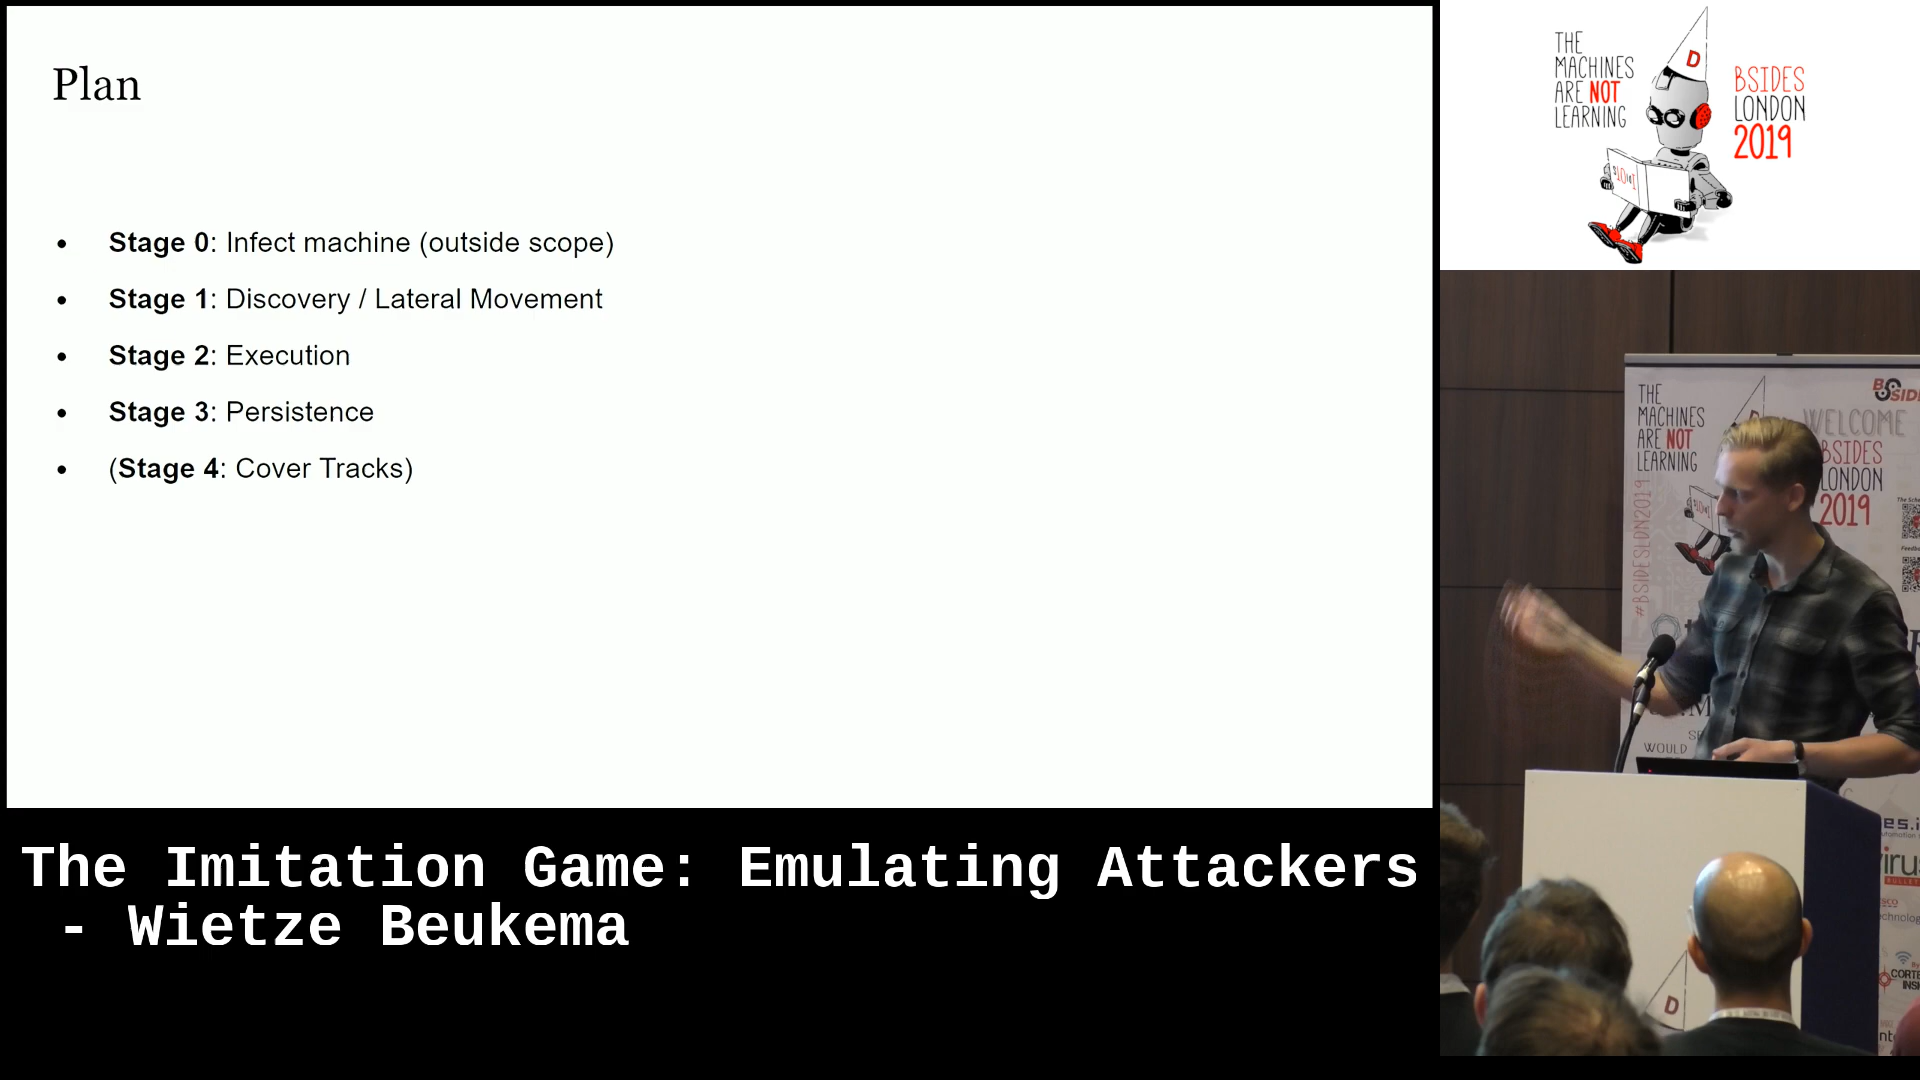 Plan
• Stage 0: Infect machine (outside scope)
• Stage 1: Discovery / Lateral Movement
• Stage 2: Execution
• Stage 3: Persistence
• (Stage 4: Cover Tracks)
The Imitation Game: Emulating Attackers
- Wietze Beukema
THE
MACHINES
ARE NOT
LEARNING
D
BSIDES
LONDON
2019
THE
MACHINES
ARE NOT
LEARNING
WELCOME
BSIDES
LONDON
2019
#BSIDESLDN2019
WOULD
D